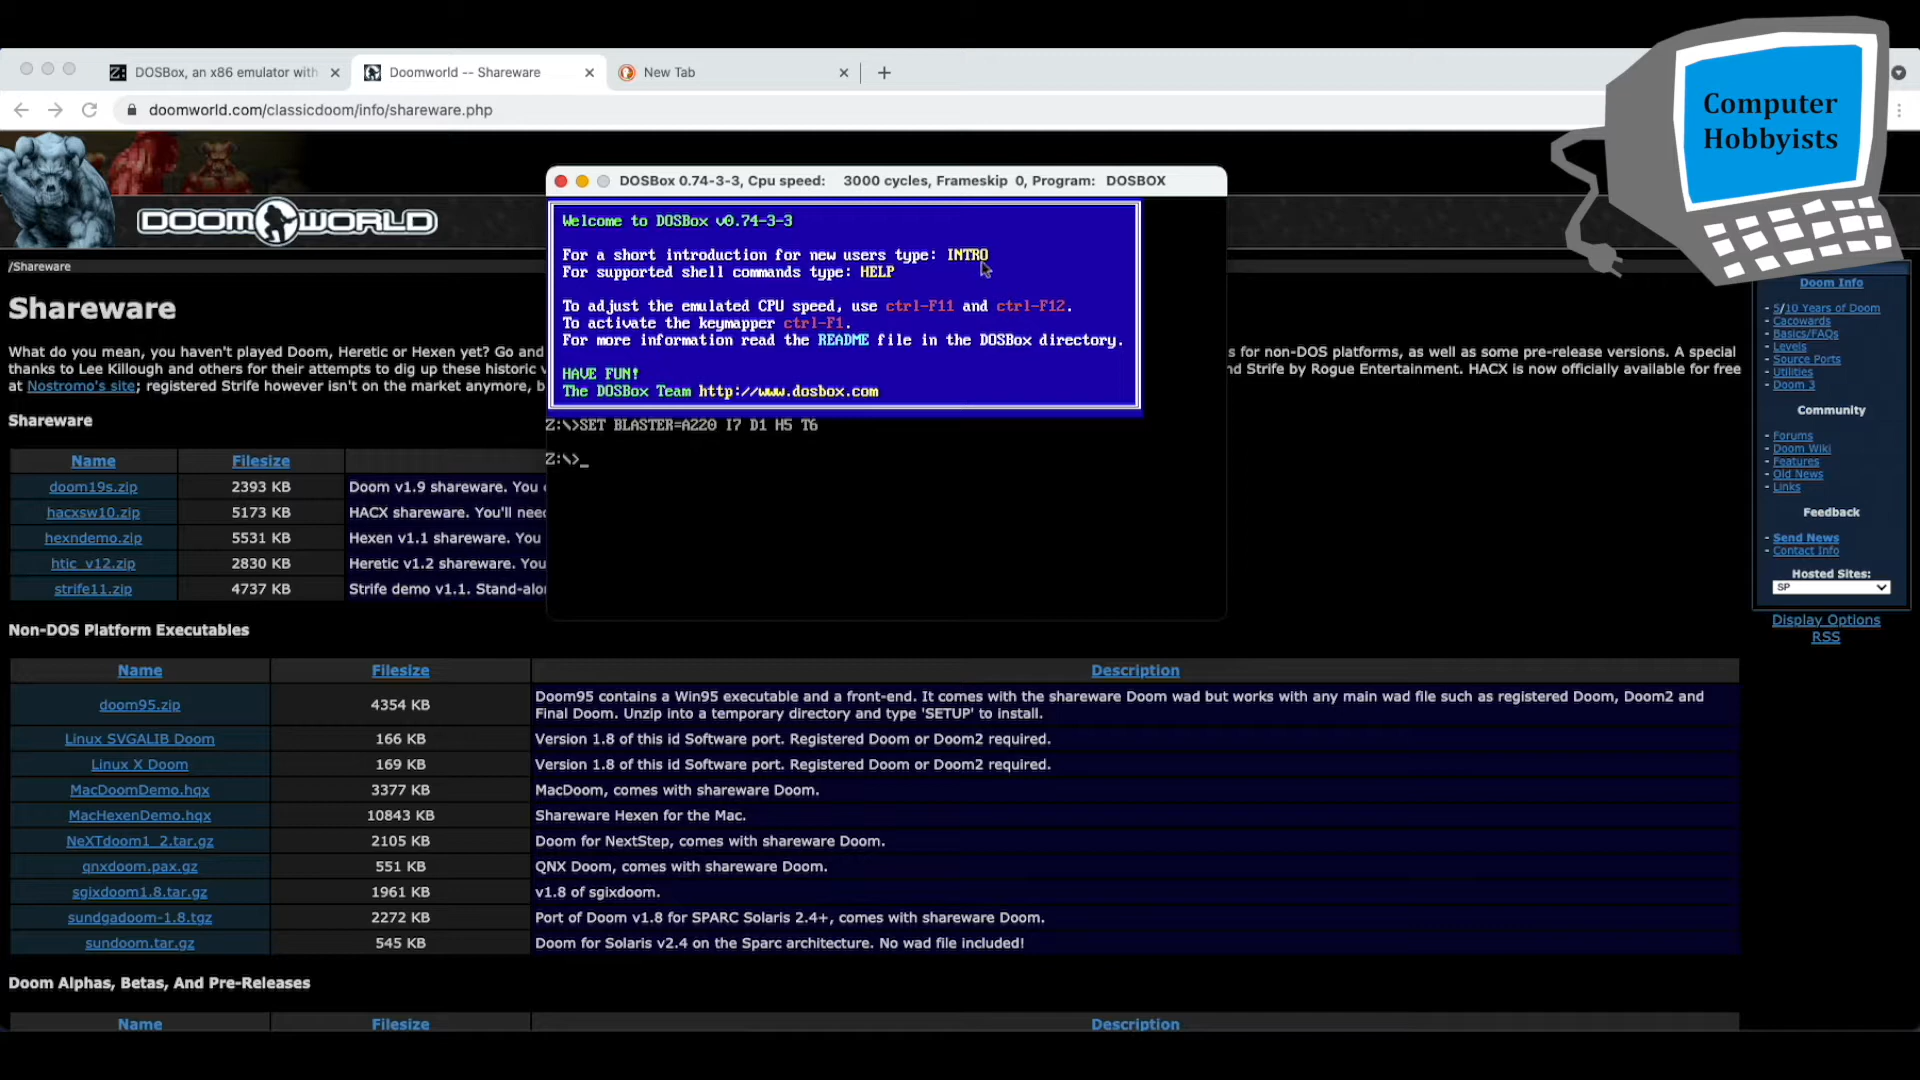 DOSBox, an x86 emulator with
Doomworld -- Shareware
New Tab
doomworld.com/classicdoom/info/shareware.php
Computer
Hobbyists
DOOMWORLD
/Shareware
Shareware
What do you mean, you haven't played Doom, Heretic or Hexen yet? Go and
s for non-DOS platforms, as well as some pre-release versions. A special
thanks to Lee Killough and others for their attempts to dig up these historic v
nd Strife by Rogue Entertainment. HACX is now officially available for free
at Nostromo's site; registered Strife however isn't on the market anymore, b
Shareware
Name Filesize
doom19s.zip 2393 KB Doom v1.9 shareware. You
hacxsw10.zip 5173 KB HACX shareware. You'll need
hexndemo.zip 5531 KB Hexen v1.1 shareware. You
htic_v12.zip 2830 KB Heretic v1.2 shareware. You
strife11.zip 4737 KB Strife demo v1.1. Stand-alo
DOSBox 0.74-3-3, Cpu speed: 3000 cycles, Frameskip 0, Program: DOSBOX
Welcome to DOSBox v0.74-3-3
For a short introduction for new users type: INTRO
For supported shell commands type: HELP
To adjust the emulated CPU speed, use ctrl-F11 and ctrl-F12.
To activate the keymapper ctrl-F1.
For more information read the README file in the DOSBox directory.
HAVE FUN!
The DOSBox Team http://www.dosbox.com
Z:\>SET BLASTER=A220 I7 D1 H5 T6
Z:\>_
Doom Info
- 5/10 Years of Doom
- Cacowards
- Basics/FAQs
- Levels
- Source Ports
- Utilities
- Doom 3
Community
- Forums
- Doom Wiki
- Features
- Old News
- Links
Feedback
- Send News
- Contact Info
Hosted Sites:
SP
Display Options
RSS
Non-DOS Platform Executables
Name Filesize Description
doom95.zip 4354 KB Doom95 contains a Win95 executable and a front-end. It comes with the shareware Doom wad but works with any main wad file such as registered Doom, Doom2 and
Final Doom. Unzip into a temporary directory and type 'SETUP' to install.
Linux SVGALIB Doom 166 KB Version 1.8 of this id Software port. Registered Doom or Doom2 required.
Linux X Doom 169 KB Version 1.8 of this id Software port. Registered Doom or Doom2 required.
MacDoomDemo.hqx 3377 KB MacDoom, comes with shareware Doom.
MacHexenDemo.hqx 10843 KB Shareware Hexen for the Mac.
NeXTdoom1_2.tar.gz 2105 KB Doom for NextStep, comes with shareware Doom.
qnxdoom.pax.gz 551 KB QNX Doom, comes with shareware Doom.
sgixdoom1.8.tar.gz 1961 KB v1.8 of sgixdoom.
sundgadoom-1.8.tgz 2272 KB Port of Doom v1.8 for SPARC Solaris 2.4+, comes with shareware Doom.
sundoom.tar.gz 545 KB Doom for Solaris v2.4 on the Sparc architecture. No wad file included!
Doom Alphas, Betas, And Pre-Releases
Name Filesize Description